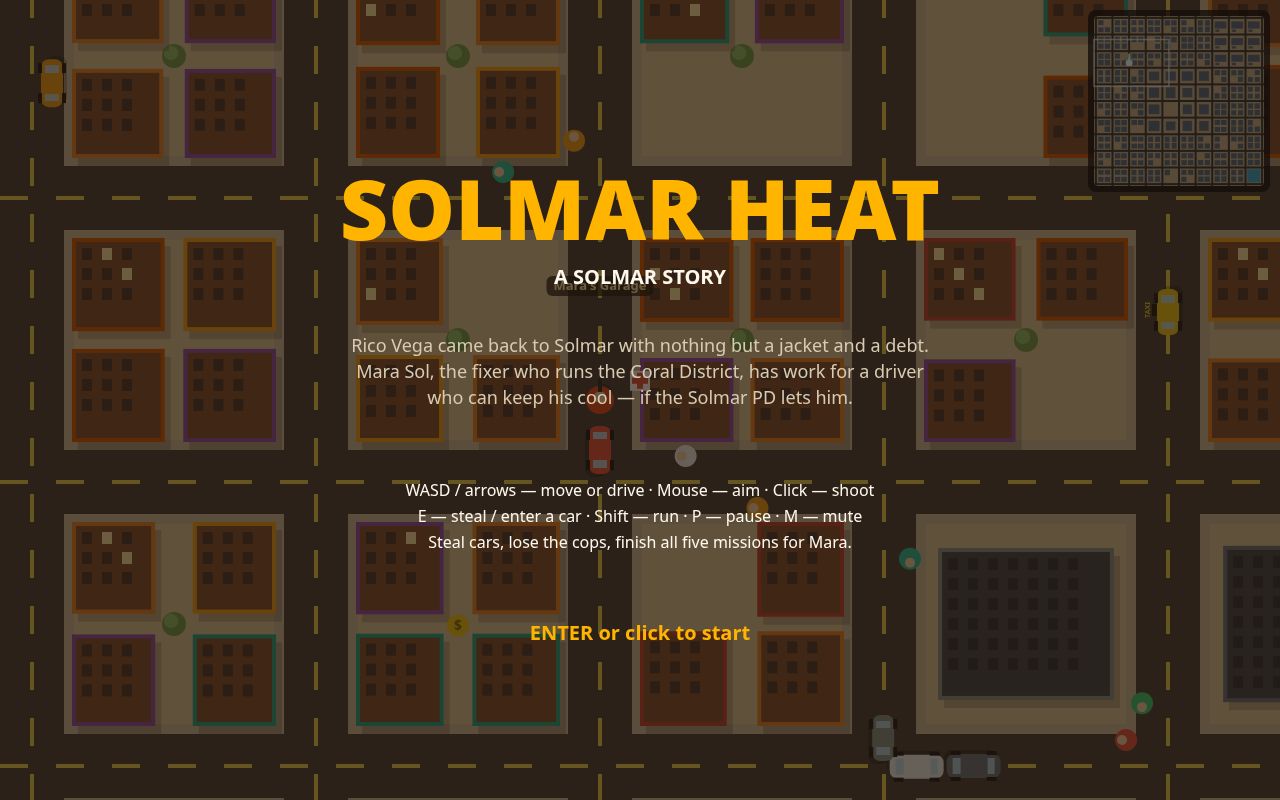 SOLMAR HEAT
A SOLMAR STORY
Mara's Garage
Rico Vega came back to Solmar with nothing but a jacket and a debt.
Mara Sol, the fixer who runs the Coral District, has work for a driver
who can keep his cool — if the Solmar PD lets him.
WASD / arrows — move or drive · Mouse — aim · Click — shoot
E — steal / enter a car · Shift — run · P — pause · M — mute
Steal cars, lose the cops, finish all five missions for Mara.
$
ENTER or click to start
TAXI